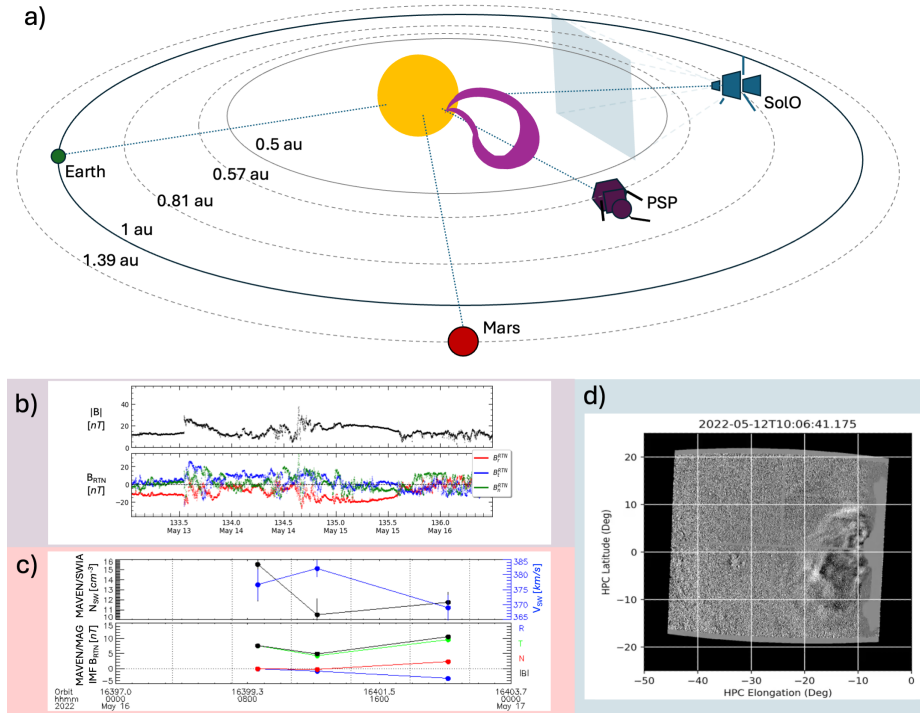 a)
SolO
0.5 au
Earth
0.57 au
PSP
0.81 au
1 au
1.39 au
Mars
b)
|B|
[nT]
40
20
0
B_RTN
[nT]
20
0
−20
B_r^RTN
B_t^RTN
B_n^RTN
133.5 134.0 134.5 135.0 135.5 136.0
May 13 May 14 May 14 May 15 May 15 May 16
c)
MAVEN/SWIA
N_SW [cm^-3]
16
15
14
13
12
11
10
385
380
375
370
365
V_SW [km/s]
MAVEN/MAG
IMF B_RTN [nT]
15
10
5
0
−5
R
T
N
|B|
Orbit 16397.0 16399.3 16401.5 16403.7
hhmm 0000 0800 1600 0000
2022 May 16 May 17
d)
2022-05-12T10:06:41.175
HPC Latitude (Deg)
20
10
0
−10
−20
−50 −40 −30 −20 −10 0
HPC Elongation (Deg)